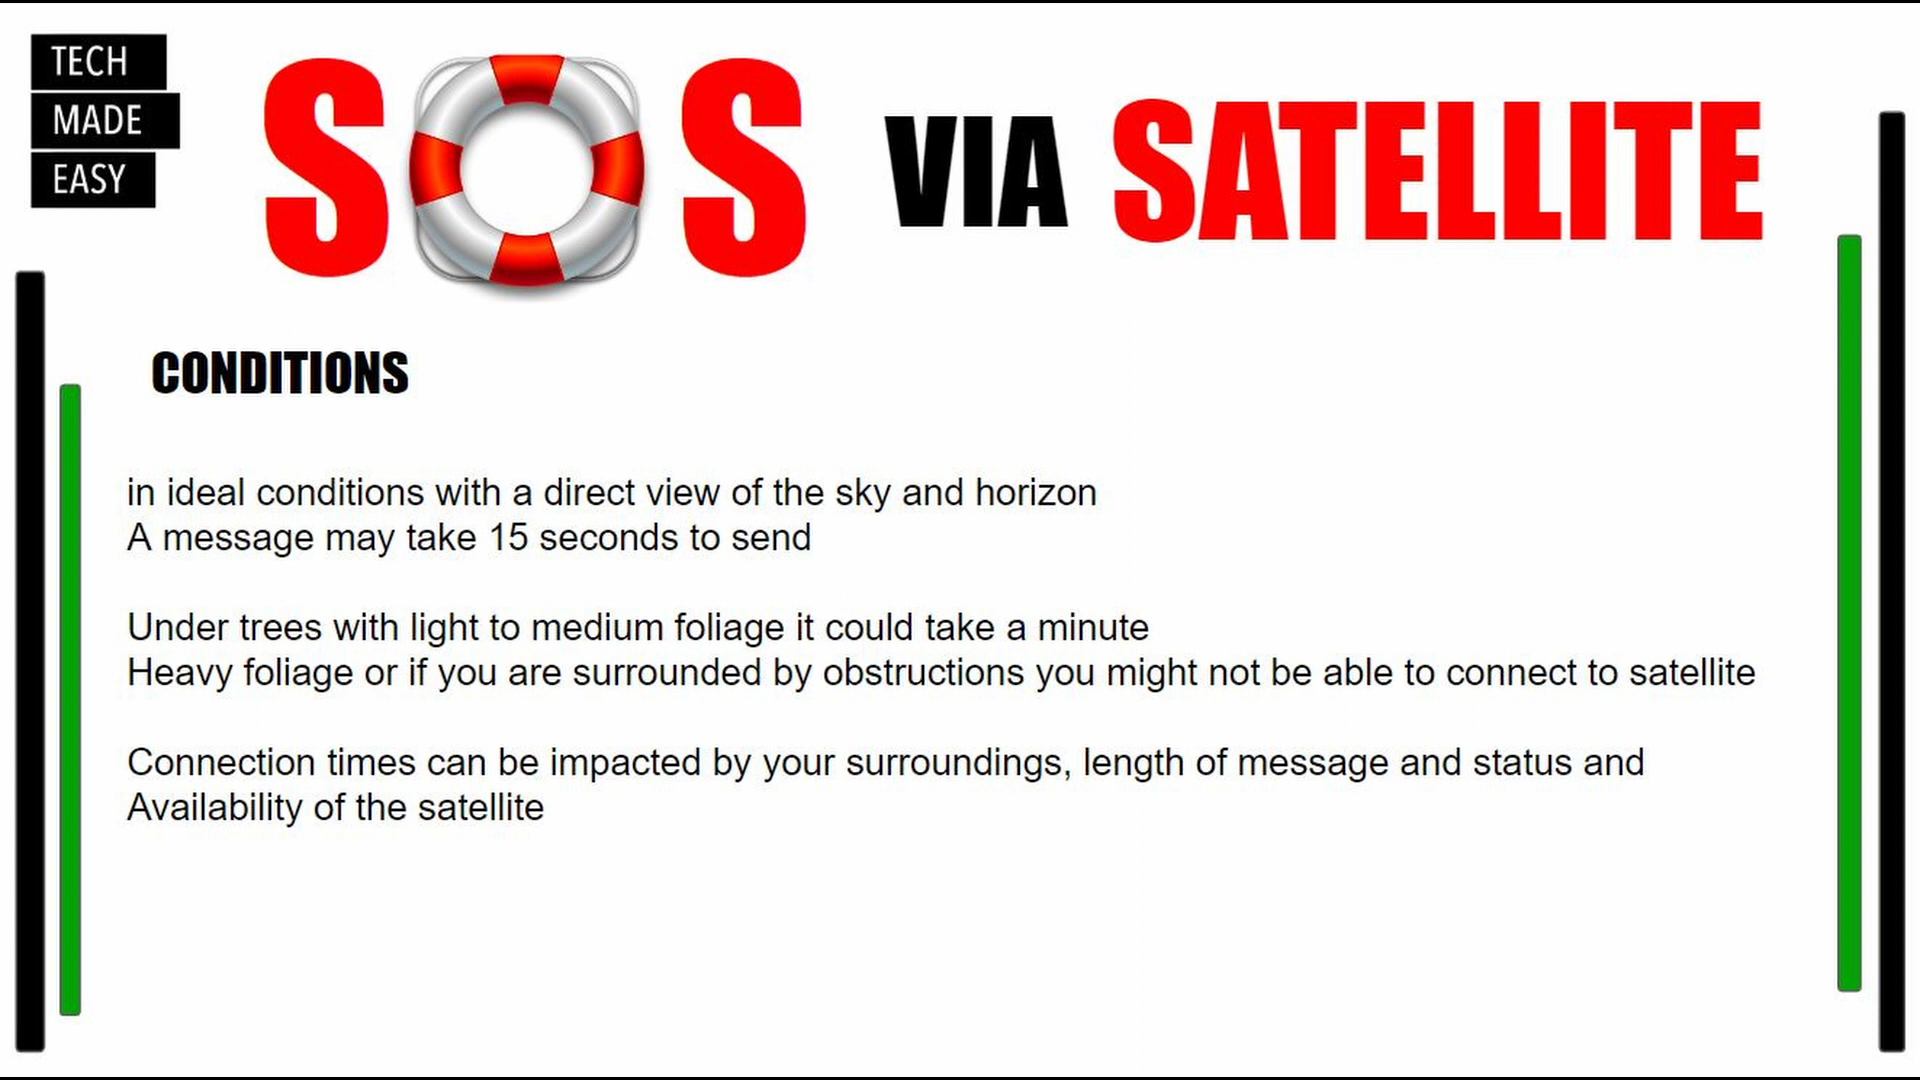 TECH
MADE
EASY
SOS VIA SATELLITE
CONDITIONS
in ideal conditions with a direct view of the sky and horizon
A message may take 15 seconds to send
Under trees with light to medium foliage it could take a minute
Heavy foliage or if you are surrounded by obstructions you might not be able to connect to satellite
Connection times can be impacted by your surroundings, length of message and status and
Availability of the satellite